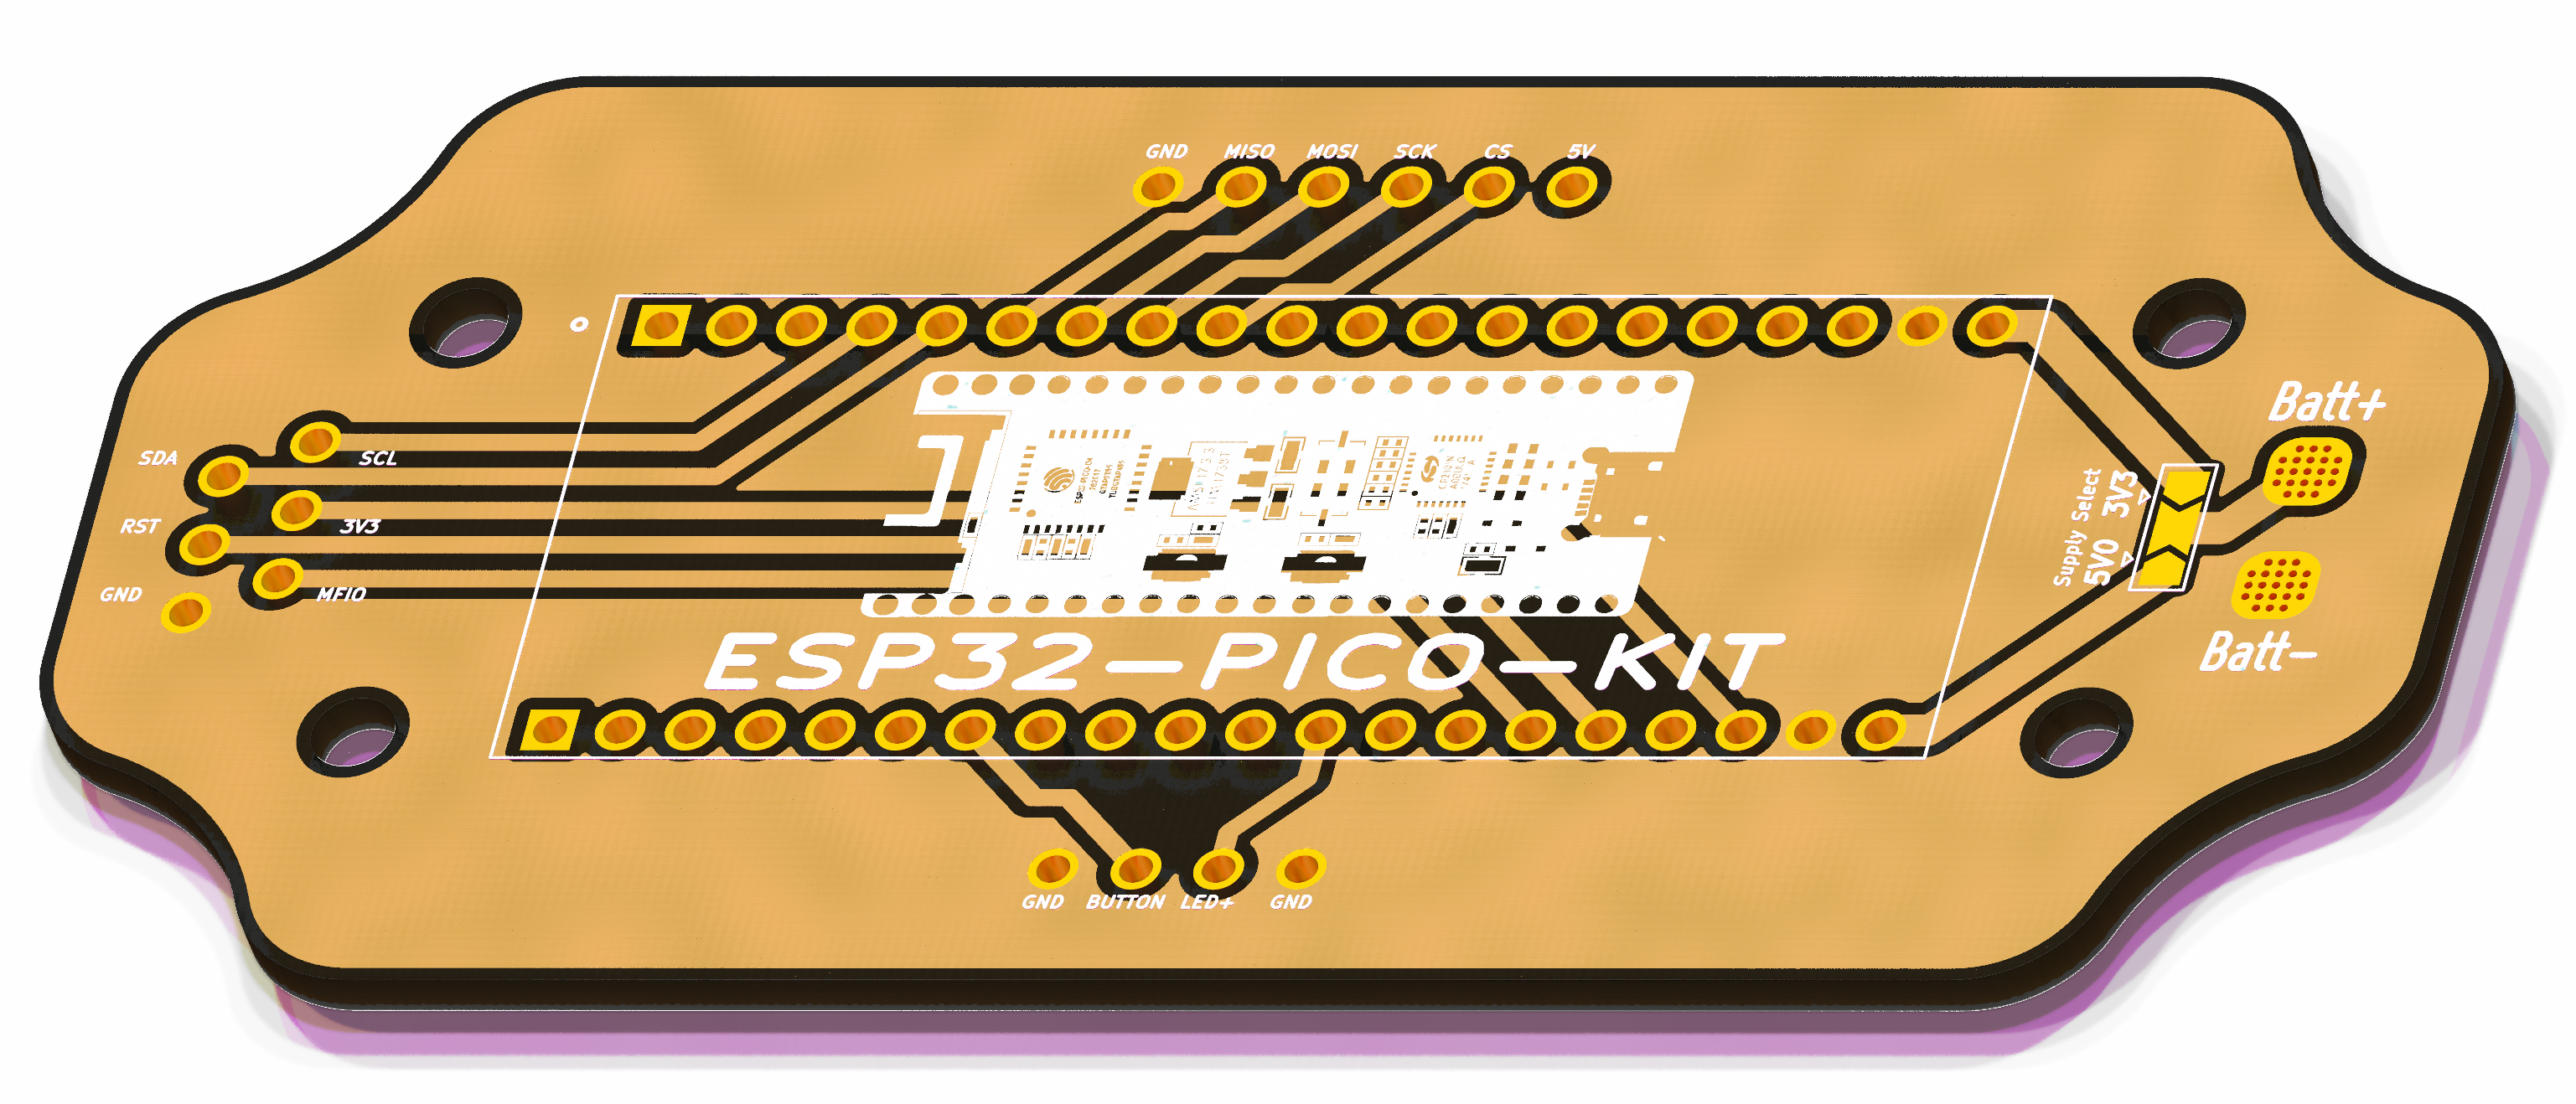 GND MISO MOSI SCK CS 5V
Batt+
SDA SCL
RST 3V3
GND MFIO
Supply Select
5V0 3V3
Batt-
ESP32-PICO-KIT
GND BUTTON LED+ GND